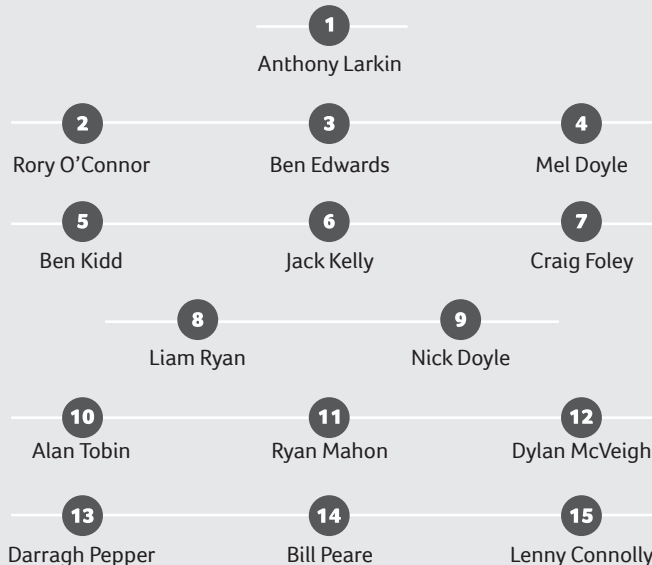 1
Anthony Larkin
2 3 4
Rory O'Connor Ben Edwards Mel Doyle
5 6 7
Ben Kidd Jack Kelly Craig Foley
8 9
Liam Ryan Nick Doyle
10 11 12
Alan Tobin Ryan Mahon Dylan McVeigh
13 14 15
Darragh Pepper Bill Peare Lenny Connolly